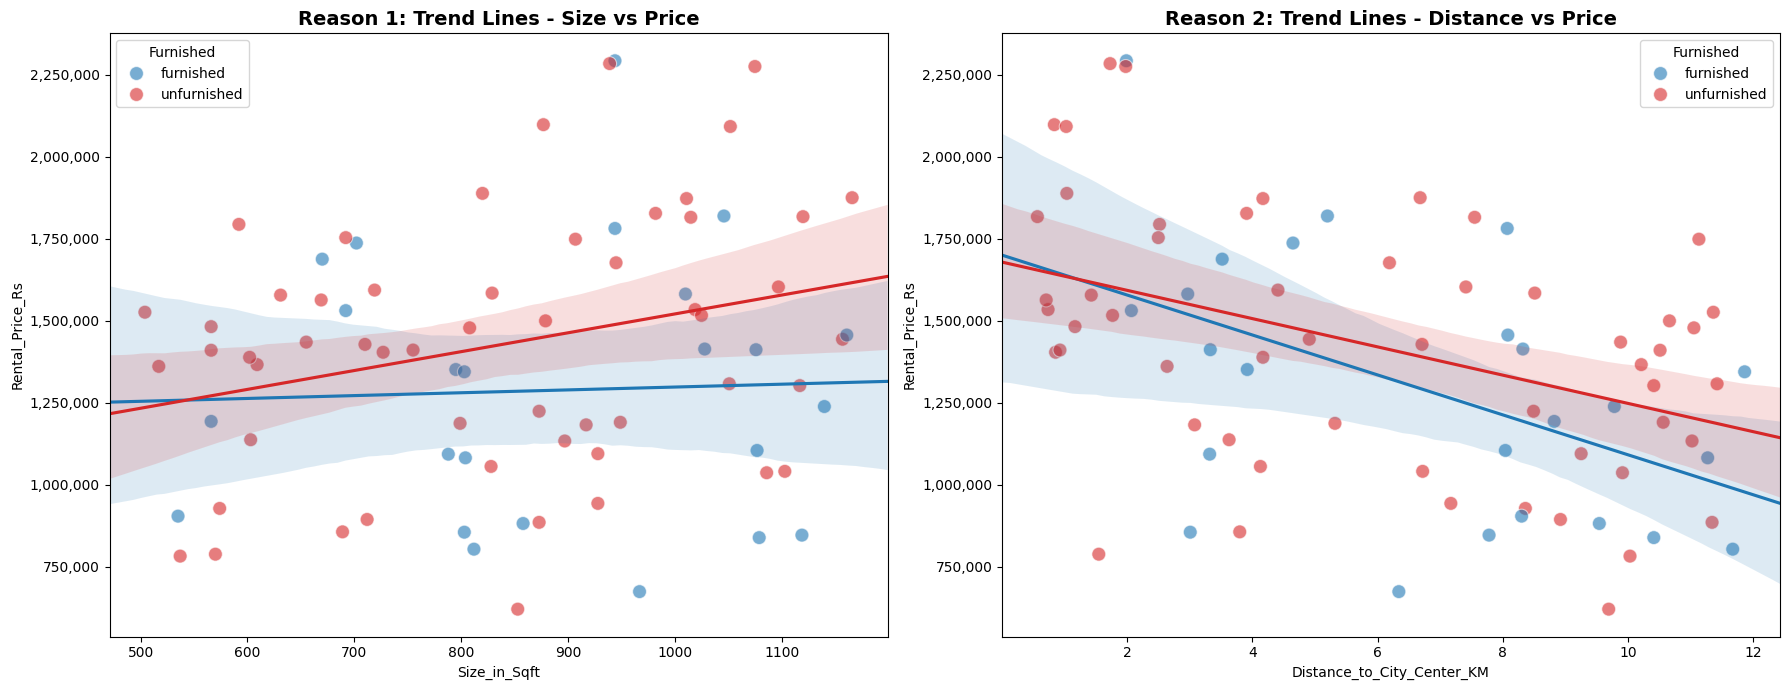 Reason 1: Trend Lines - Size vs Price
Furnished
furnished
unfurnished
2,250,000
2,000,000
1,750,000
1,500,000
1,250,000
1,000,000
750,000
Rental_Price_Rs
500
600
700
800
900
1000
1100
Size_in_Sqft
Reason 2: Trend Lines - Distance vs Price
Furnished
furnished
unfurnished
2,250,000
2,000,000
1,750,000
1,500,000
1,250,000
1,000,000
750,000
Rental_Price_Rs
2
4
6
8
10
12
Distance_to_City_Center_KM